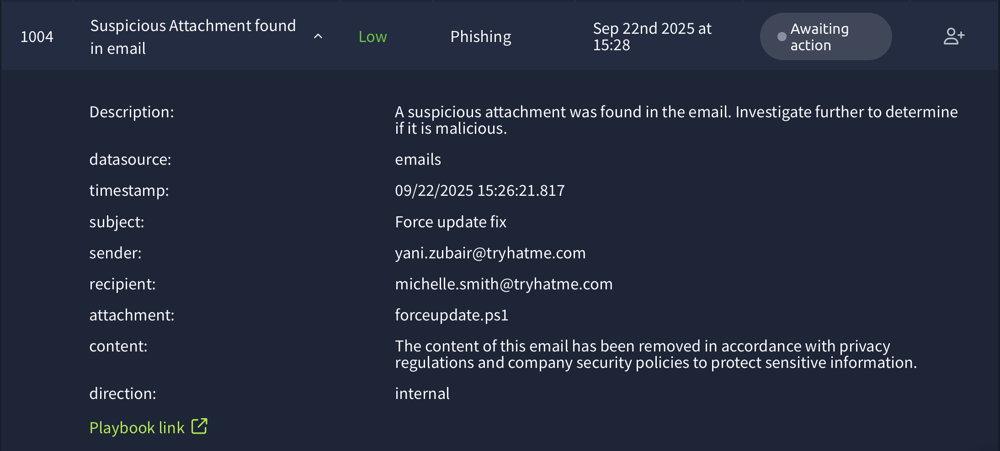 1004
Suspicious Attachment found
in email
Low
Phishing
Sep 22nd 2025 at
15:28
Awaiting
action
Description:
A suspicious attachment was found in the email. Investigate further to determine
if it is malicious.
datasource:
emails
timestamp:
09/22/2025 15:26:21.817
subject:
Force update fix
sender:
yani.zubair@tryhatme.com
recipient:
michelle.smith@tryhatme.com
attachment:
forceupdate.ps1
content:
The content of this email has been removed in accordance with privacy
regulations and company security policies to protect sensitive information.
direction:
internal
Playbook link